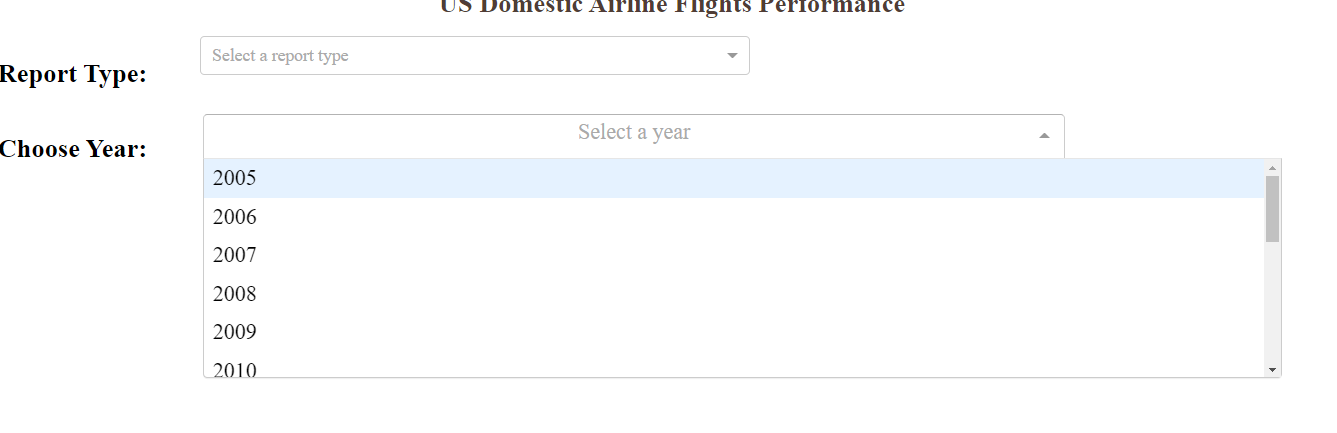 US Domestic Airline Flights Performance
Report Type:
Select a report type
Choose Year:
Select a year
2005
2006
2007
2008
2009
2010